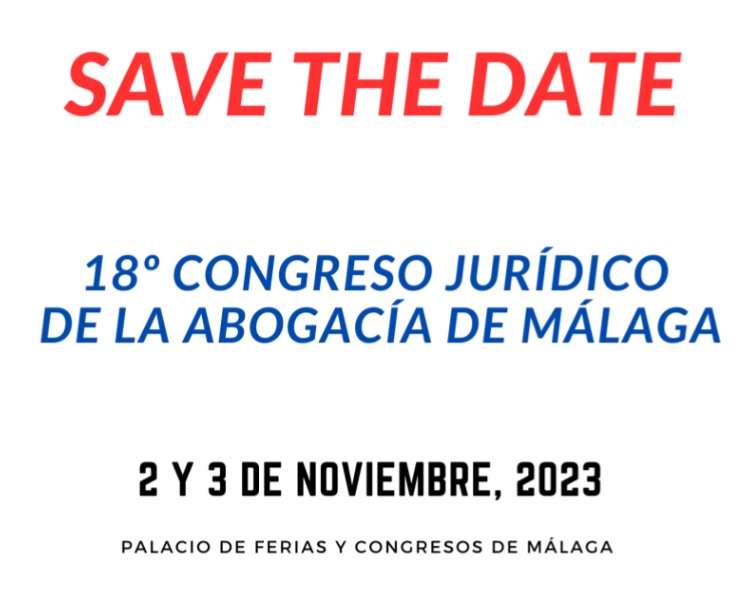 SAVE THE DATE
18º CONGRESO JURÍDICO
DE LA ABOGACÍA DE MÁLAGA
2 Y 3 DE NOVIEMBRE, 2023
PALACIO DE FERIAS Y CONGRESOS DE MÁLAGA